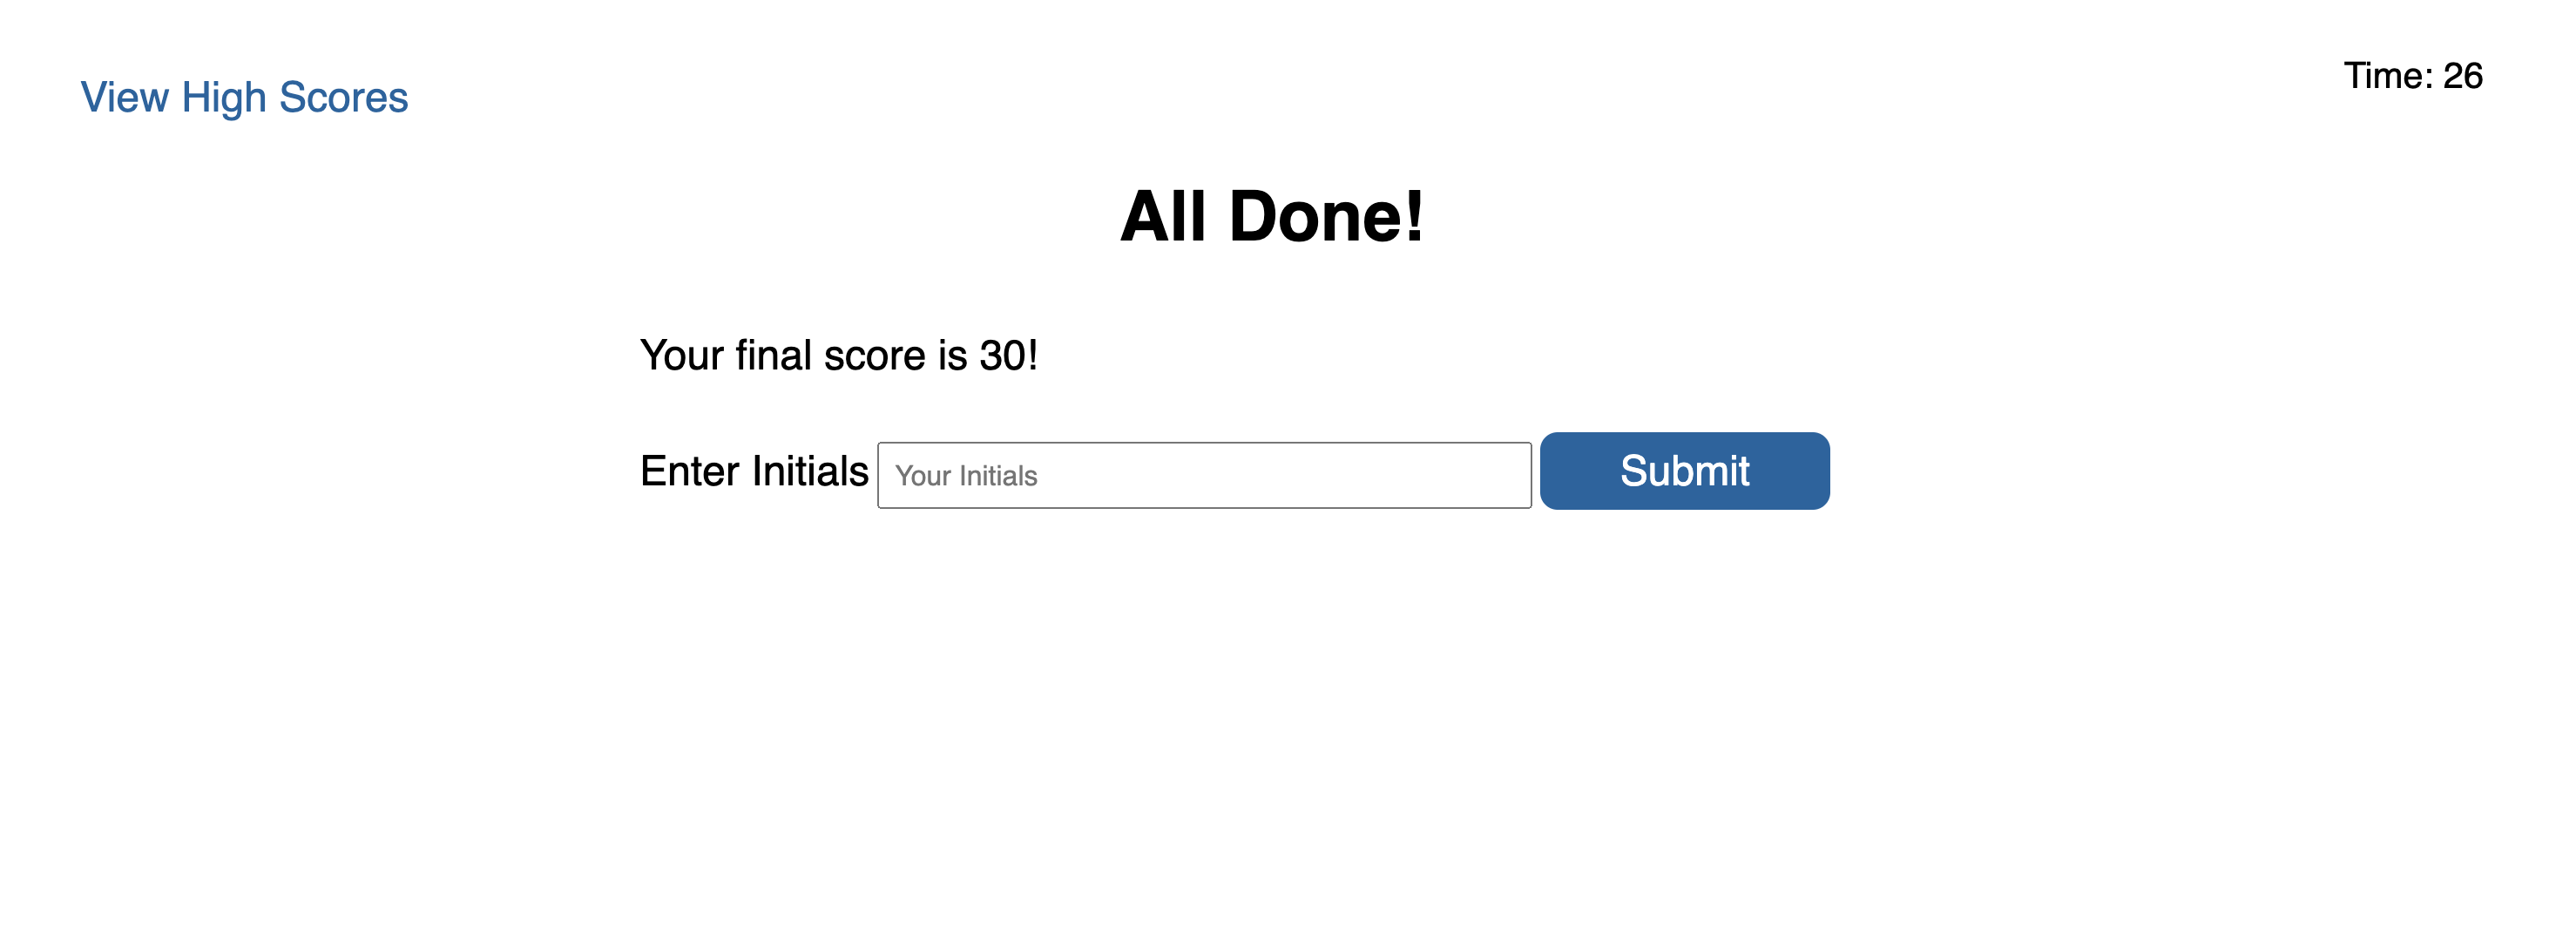 View High Scores
Time: 26
All Done!
Your final score is 30!
Enter Initials Your Initials Submit